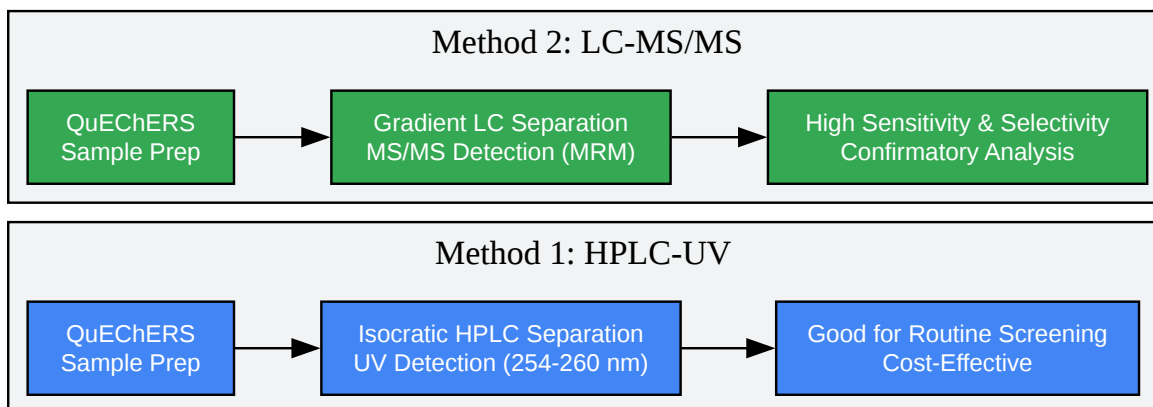 Method 2: LC-MS/MS
QuEChERS
Sample Prep
Gradient LC Separation
MS/MS Detection (MRM)
High Sensitivity & Selectivity
Confirmatory Analysis
Method 1: HPLC-UV
QuEChERS
Sample Prep
Isocratic HPLC Separation
UV Detection (254-260 nm)
Good for Routine Screening
Cost-Effective